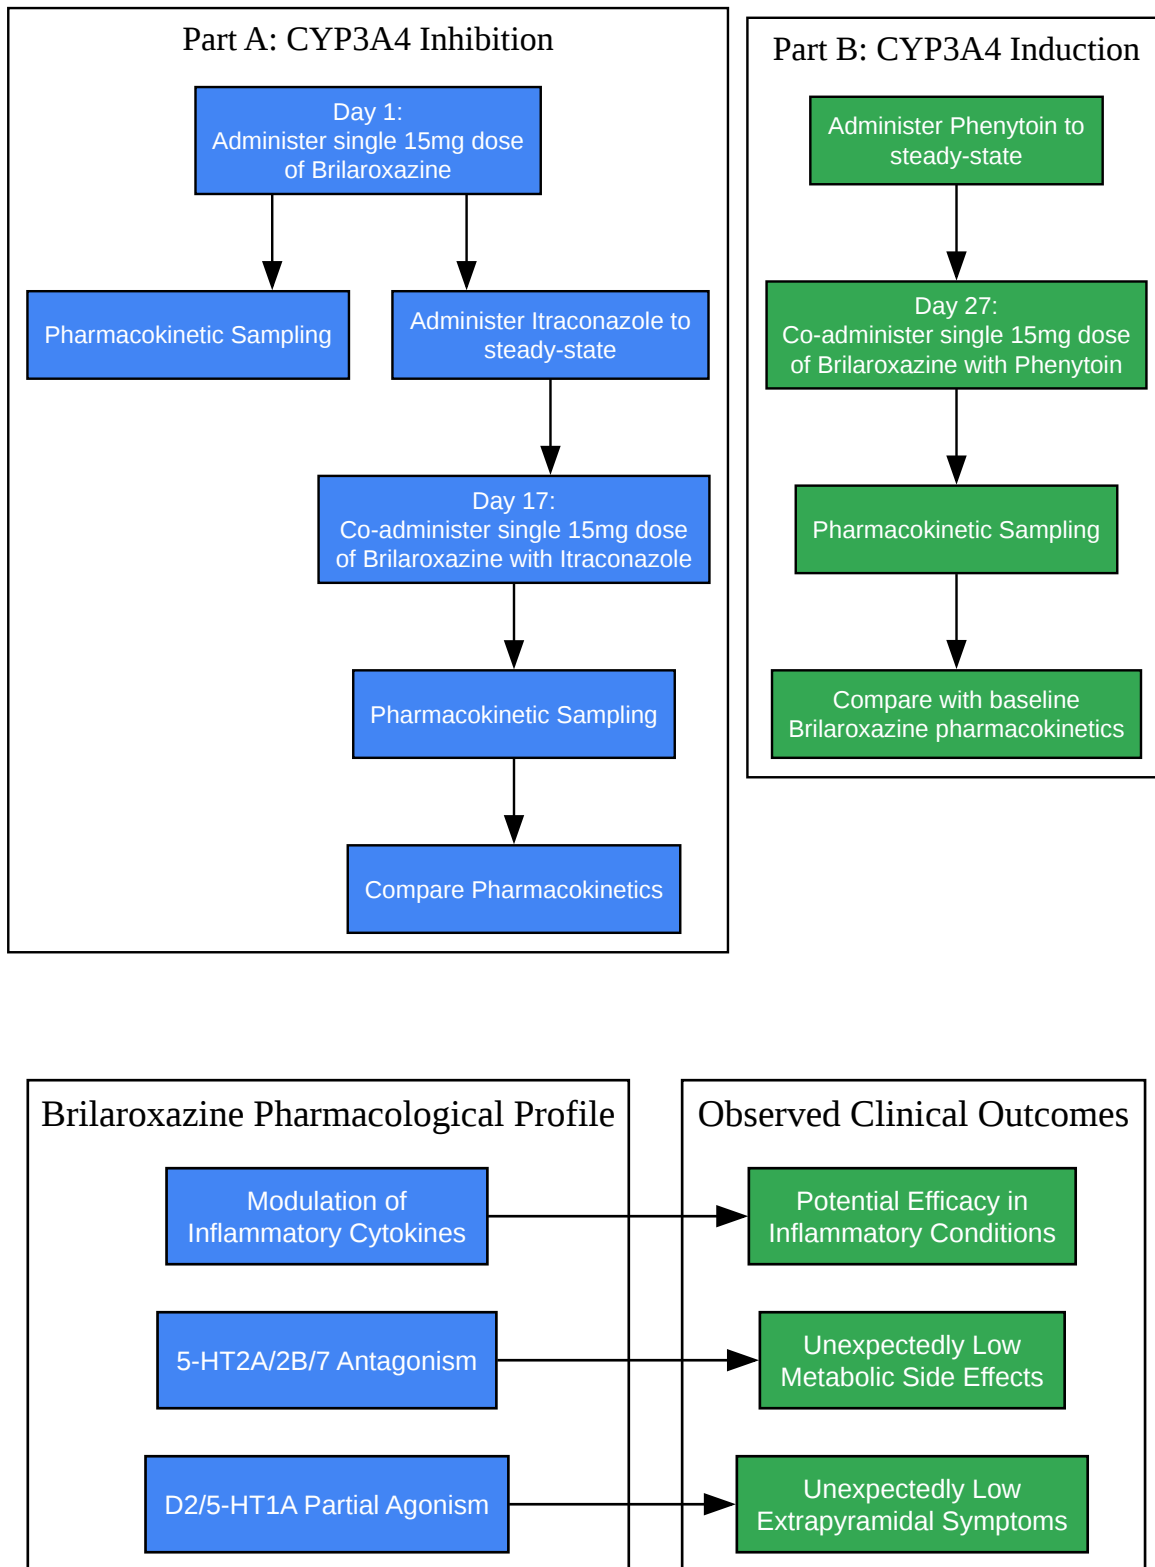 Part A: CYP3A4 Inhibition
Day 1:
Administer single 15mg dose
of Brilaroxazine
Pharmacokinetic Sampling
Administer Itraconazole to
steady-state
Day 17:
Co-administer single 15mg dose
of Brilaroxazine with Itraconazole
Pharmacokinetic Sampling
Compare Pharmacokinetics
Part B: CYP3A4 Induction
Administer Phenytoin to
steady-state
Day 27:
Co-administer single 15mg dose
of Brilaroxazine with Phenytoin
Pharmacokinetic Sampling
Compare with baseline
Brilaroxazine pharmacokinetics
Brilaroxazine Pharmacological Profile
Modulation of
Inflammatory Cytokines
5-HT2A/2B/7 Antagonism
D2/5-HT1A Partial Agonism
Observed Clinical Outcomes
Potential Efficacy in
Inflammatory Conditions
Unexpectedly Low
Metabolic Side Effects
Unexpectedly Low
Extrapyramidal Symptoms